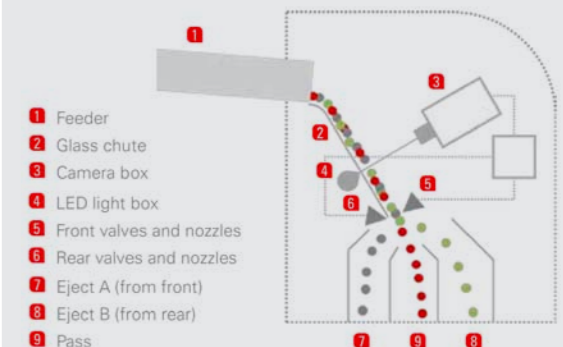 1
3
1 Feeder
2 Glass chute
3 Camera box
4 LED light box
5 Front valves and nozzles
6 Rear valves and nozzles
7 Eject A (from front)
8 Eject B (from rear)
9 Pass
2
4
5
6
7
9
8